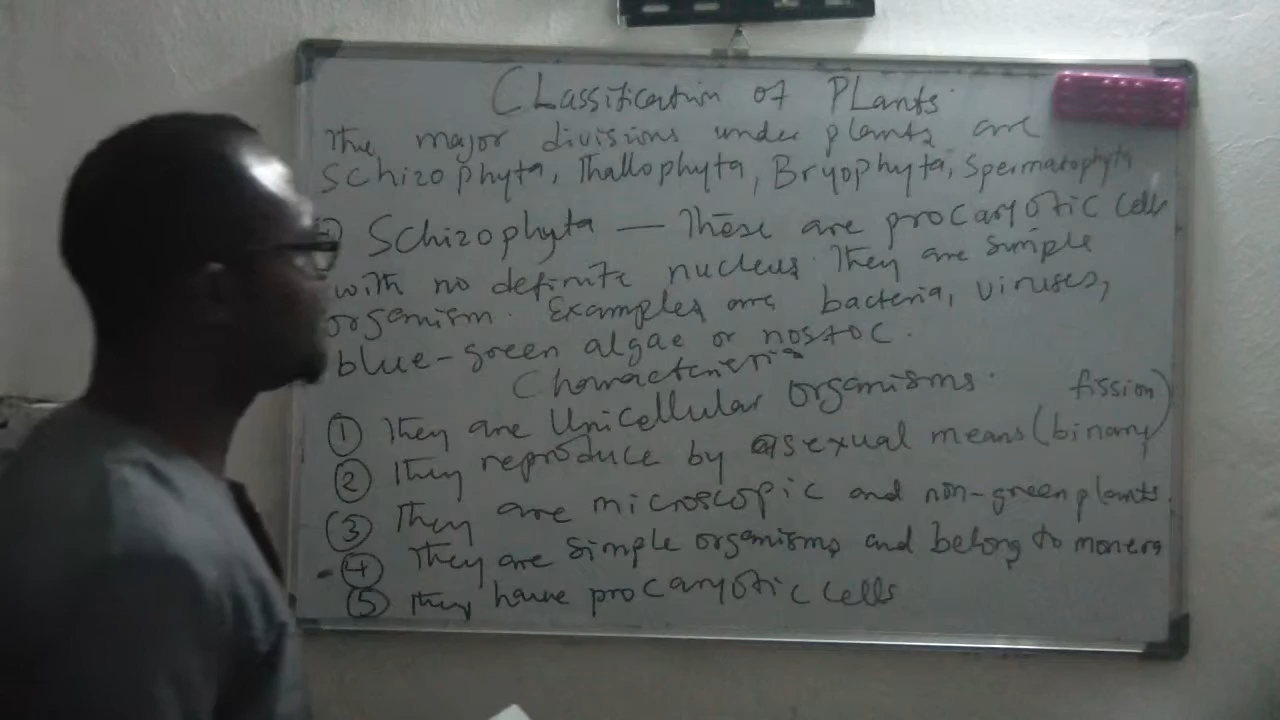 Classification of Plants.
The major divisions under plants are
Schizophyta, Thallophyta, Bryophyta, Spermatophyta
Schizophyta — These are procaryotic cells
with no definite nucleus. They are simple
organism. Examples are bacteria, viruses,
blue-green algae or nostoc.
Characteristics
① They are Unicellular organisms.
② They reproduce by asexual means (binary fission)
③ They are microscopic and non-green plants.
④ They are simple organisms and belong to monera
⑤ They have procaryotic cells